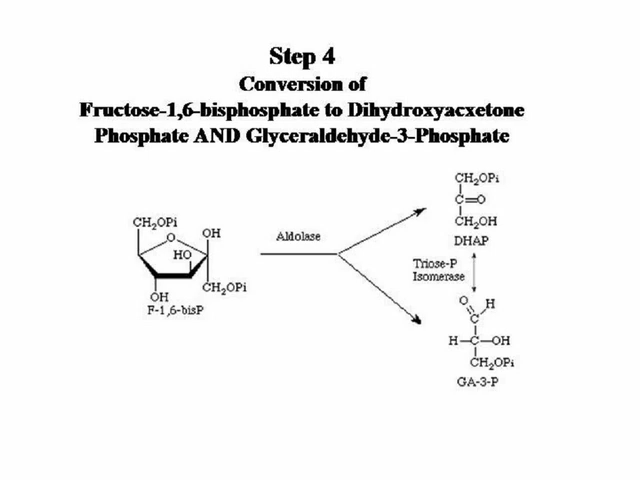 Step 4
Conversion of
Fructose-1,6-bisphosphate to Dihydroxyacxetone
Phosphate AND Glyceraldehyde-3-Phosphate
CH₂OPi
O
OH
HO
CH₂OPi
OH
F-1,6-bisP
Aldolase
CH₂OPi
C=O
CH₂OH
DHAP
Triose-P
Isomerase
O H
C
H-C-OH
CH₂OPi
GA-3-P